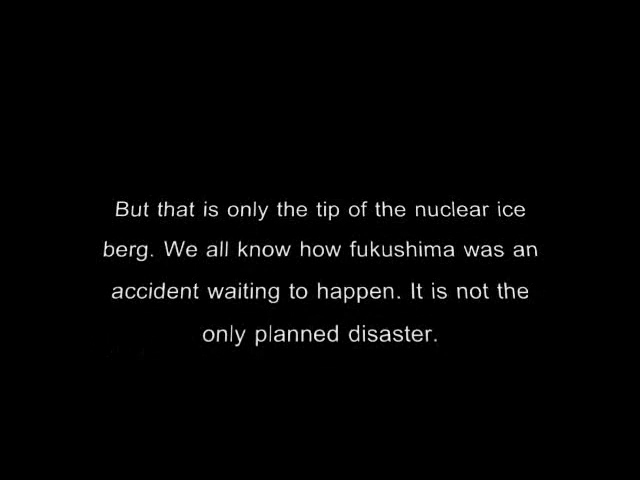 But that is only the tip of the nuclear ice
berg. We all know how fukushima was an
accident waiting to happen. It is not the
only planned disaster.